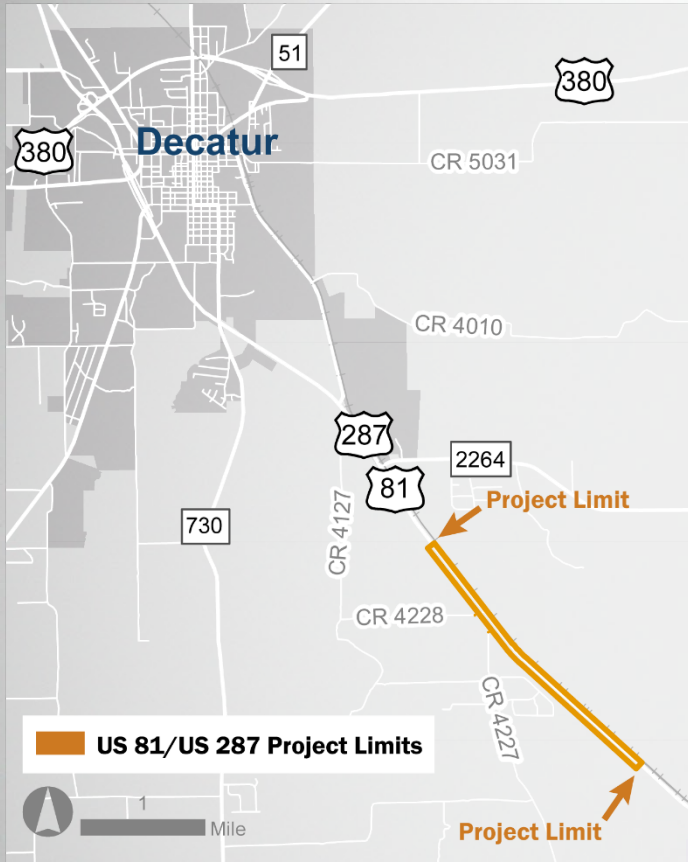 51
380
380
Decatur
CR 5031
CR 4010
287
2264
81
Project Limit
730
CR 4127
CR 4228
CR 4227
US 81/US 287 Project Limits
1
Mile
Project Limit